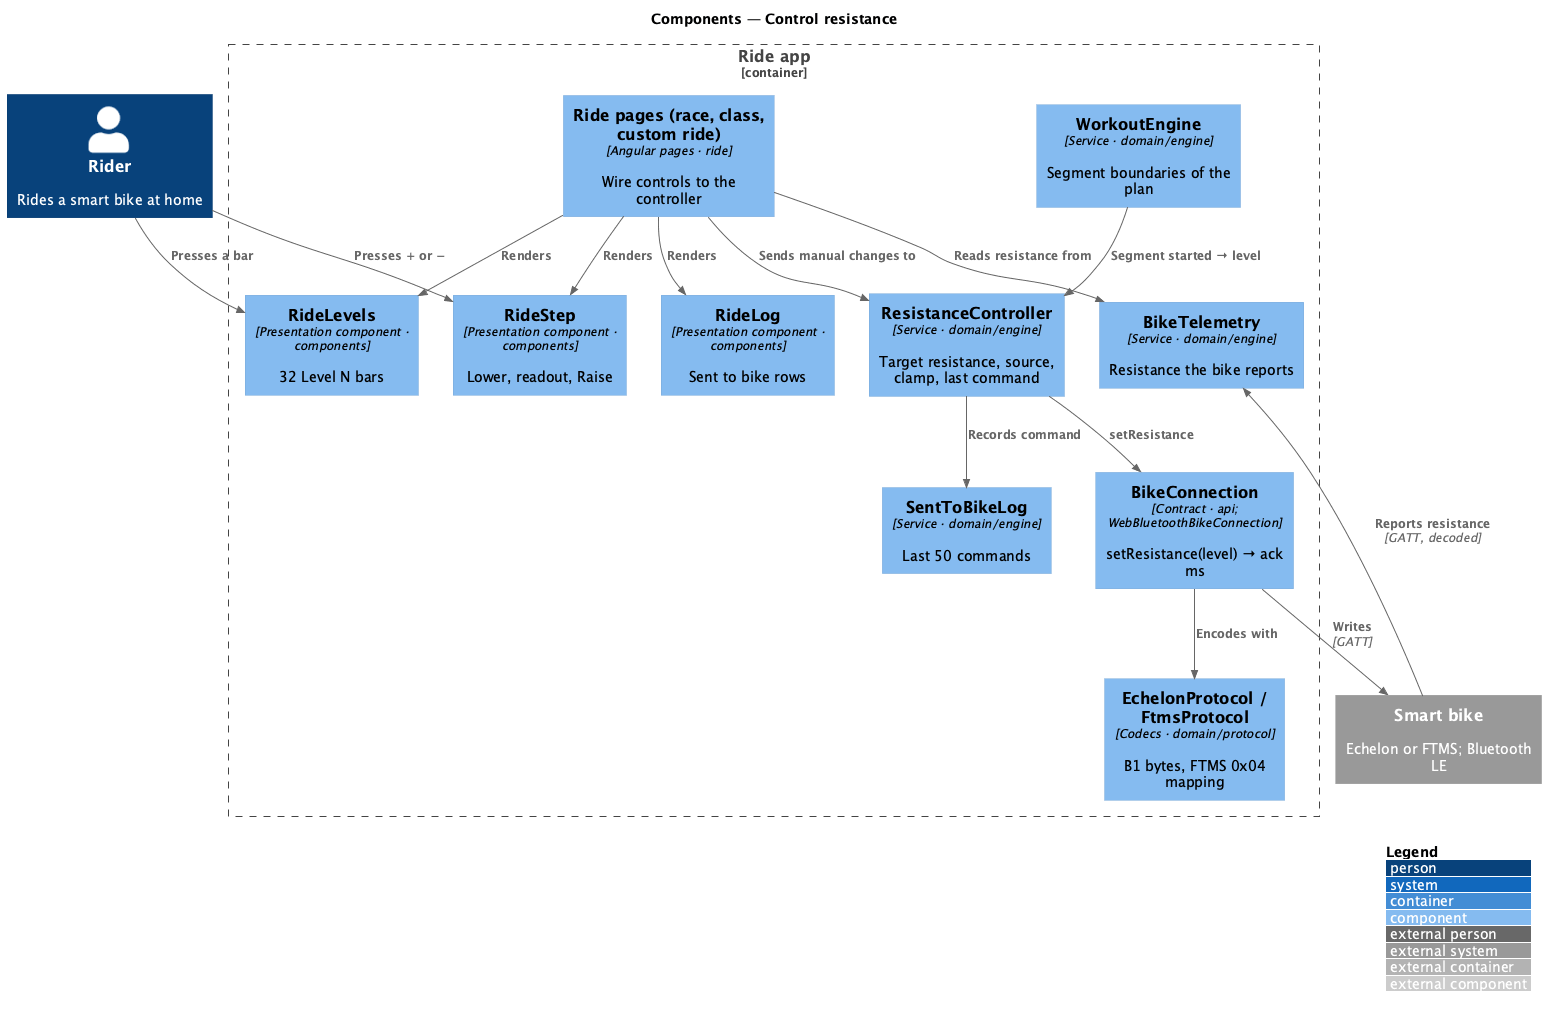 Components — Control resistance
Ride app
[container]
Rider
Rides a smart bike at home
Ride pages (race, class,
custom ride)
[Angular pages · ride]
Wire controls to the
controller
WorkoutEngine
[Service · domain/engine]
Segment boundaries of the
plan
Presses a bar
Presses + or −
Renders
Renders
Renders
Sends manual changes to
Reads resistance from
Segment started → level
RideLevels
[Presentation component ·
components]
32 Level N bars
RideStep
[Presentation component ·
components]
Lower, readout, Raise
RideLog
[Presentation component ·
components]
Sent to bike rows
ResistanceController
[Service · domain/engine]
Target resistance, source,
clamp, last command
BikeTelemetry
[Service · domain/engine]
Resistance the bike reports
Records command
setResistance
SentToBikeLog
[Service · domain/engine]
Last 50 commands
BikeConnection
[Contract · api;
WebBluetoothBikeConnection]
setResistance(level) → ack
ms
Reports resistance
[GATT, decoded]
Encodes with
Writes
[GATT]
EchelonProtocol /
FtmsProtocol
[Codecs · domain/protocol]
B1 bytes, FTMS 0x04
mapping
Smart bike
Echelon or FTMS; Bluetooth
LE
Legend
person
system
container
component
external person
external system
external container
external component